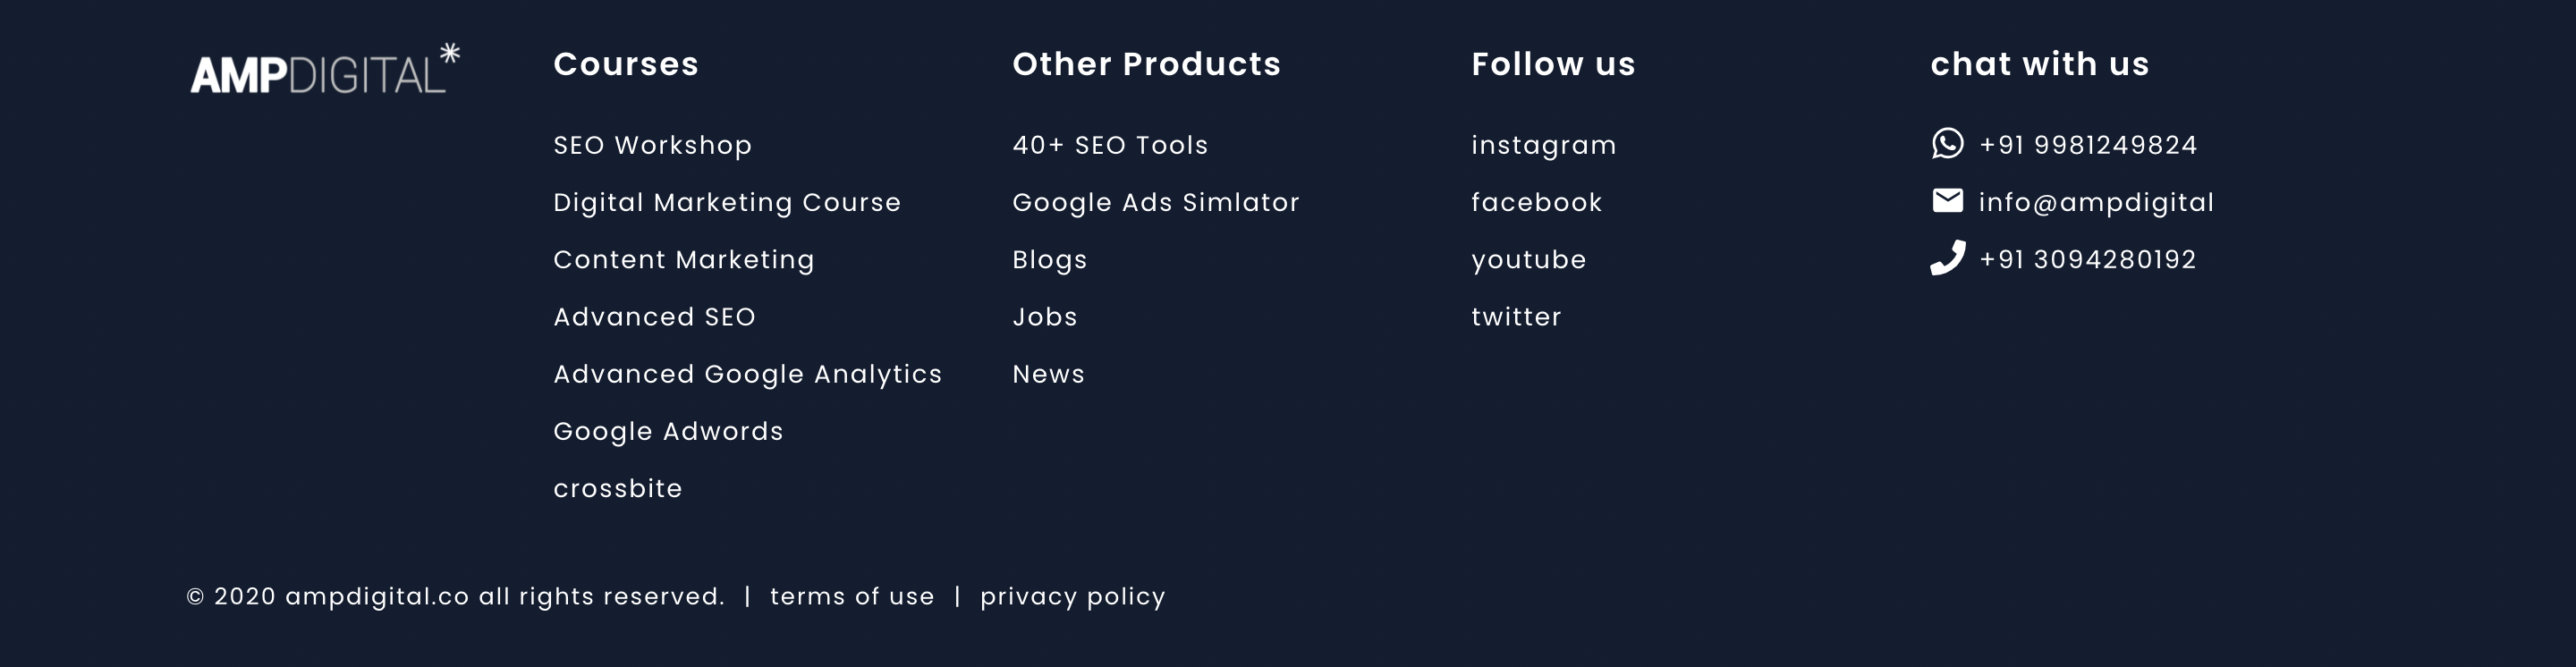 AMPDIGITAL*
Courses
SEO Workshop
Digital Marketing Course
Content Marketing
Advanced SEO
Advanced Google Analytics
Google Adwords
crossbite
Other Products
40+ SEO Tools
Google Ads Simlator
Blogs
Jobs
News
Follow us
instagram
facebook
youtube
twitter
chat with us
+91 9981249824
info@ampdigital
+91 3094280192
© 2020 ampdigital.co all rights reserved. | terms of use | privacy policy